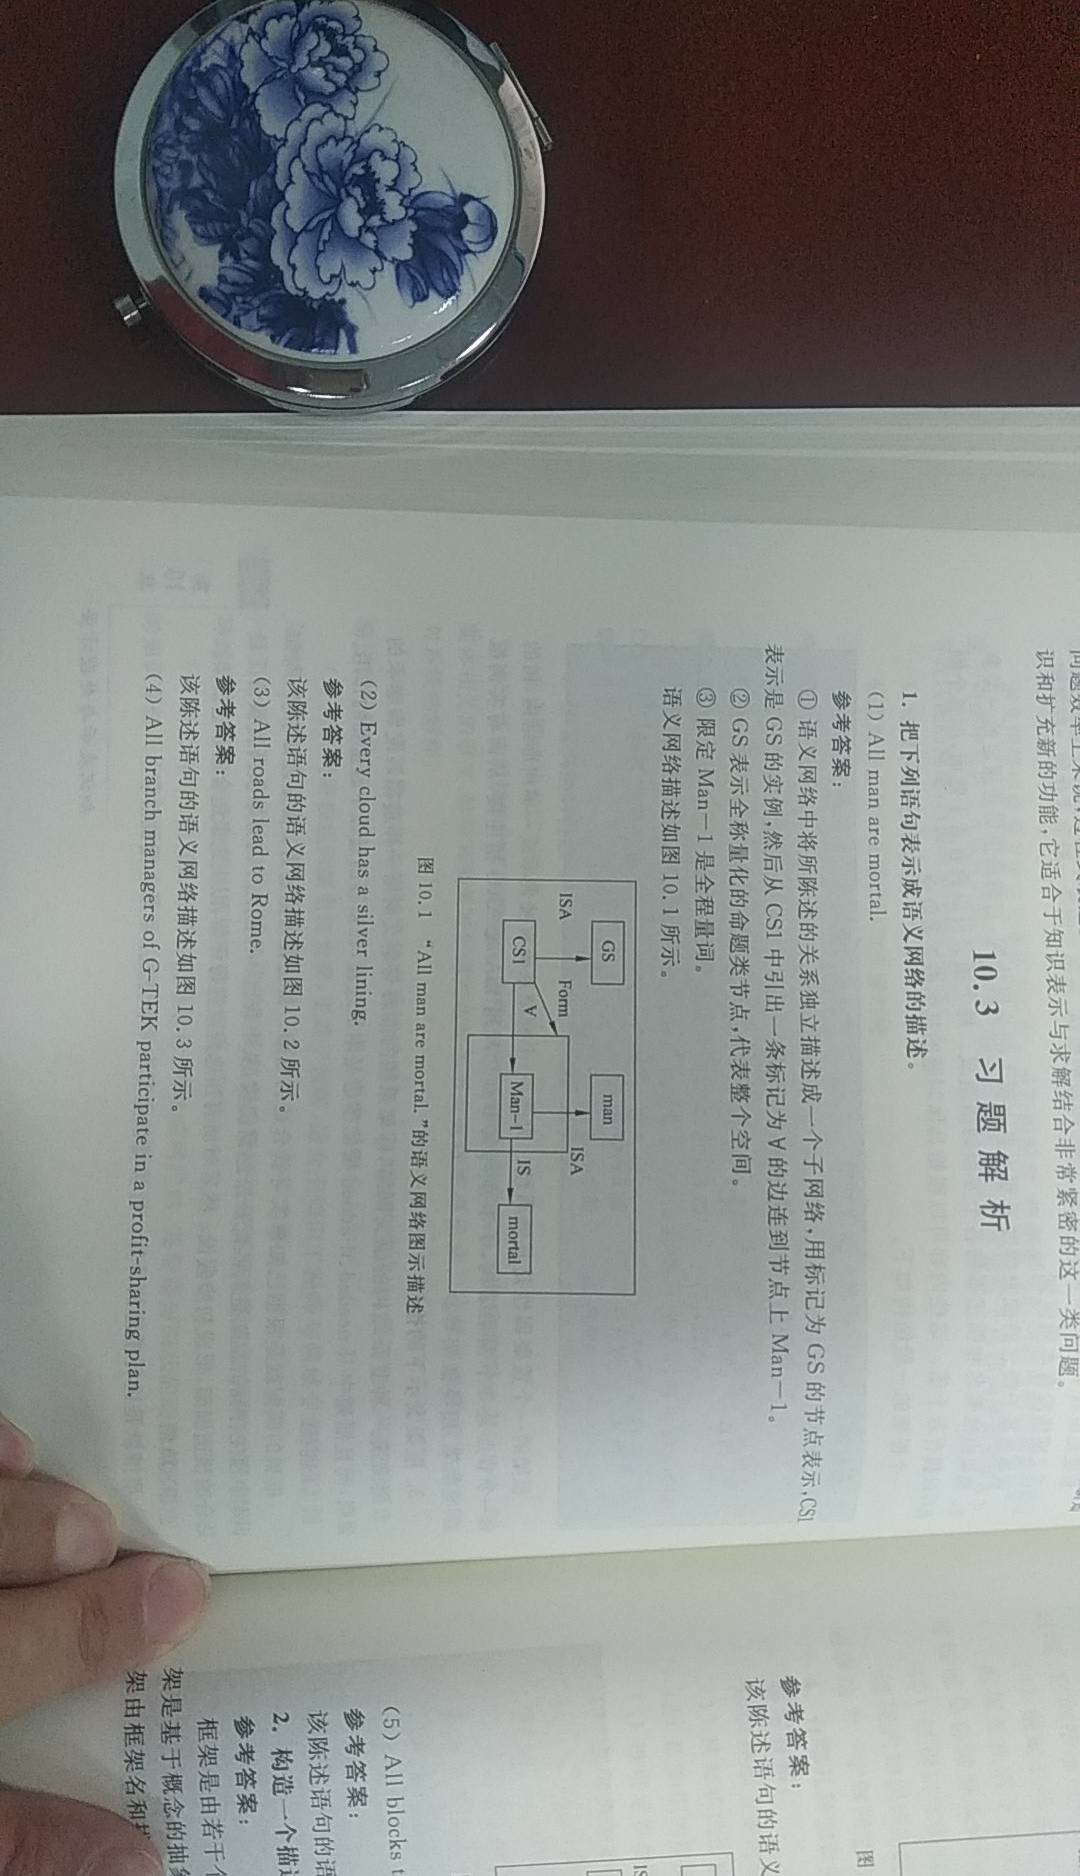 识和扩充新的功能,它适合于知识表示与求解结合非常紧密的这一类问题。
10.3 习题解析
1. 把下列语句表示成语义网络的描述。
(1) All man are mortal.
参考答案:
① 语义网络中将所陈述的关系独立描述成一个子网络,用标记为 GS 的节点表示,CS1
表示是 GS 的实例,然后从 CS1 中引出一条标记为 ∀ 的边连到节点上 Man-1。
② GS 表示全称量化的命题类节点,代表整个空间。
③ 限定 Man-1 是全程量词。
语义网络描述如图 10.1 所示。
GS
man
ISA
Form
ISA
CS1
∀
Man-1
IS
mortal
图 10.1 “All man are mortal.”的语义网络图示描述
(2) Every cloud has a silver lining.
参考答案:
该陈述语句的语义网络描述如图 10.2 所示。
(3) All roads lead to Rome.
参考答案:
该陈述语句的语义网络描述如图 10.3 所示。
(4) All branch managers of G-TEK participate in a profit-sharing plan.
图
参考答案:
该陈述语句的语义
IS
(5) All blocks t
参考答案:
该陈述语句的语
2. 构造一个描
参考答案:
框架是由若干个
架是基于概念的抽象
架由框架名和